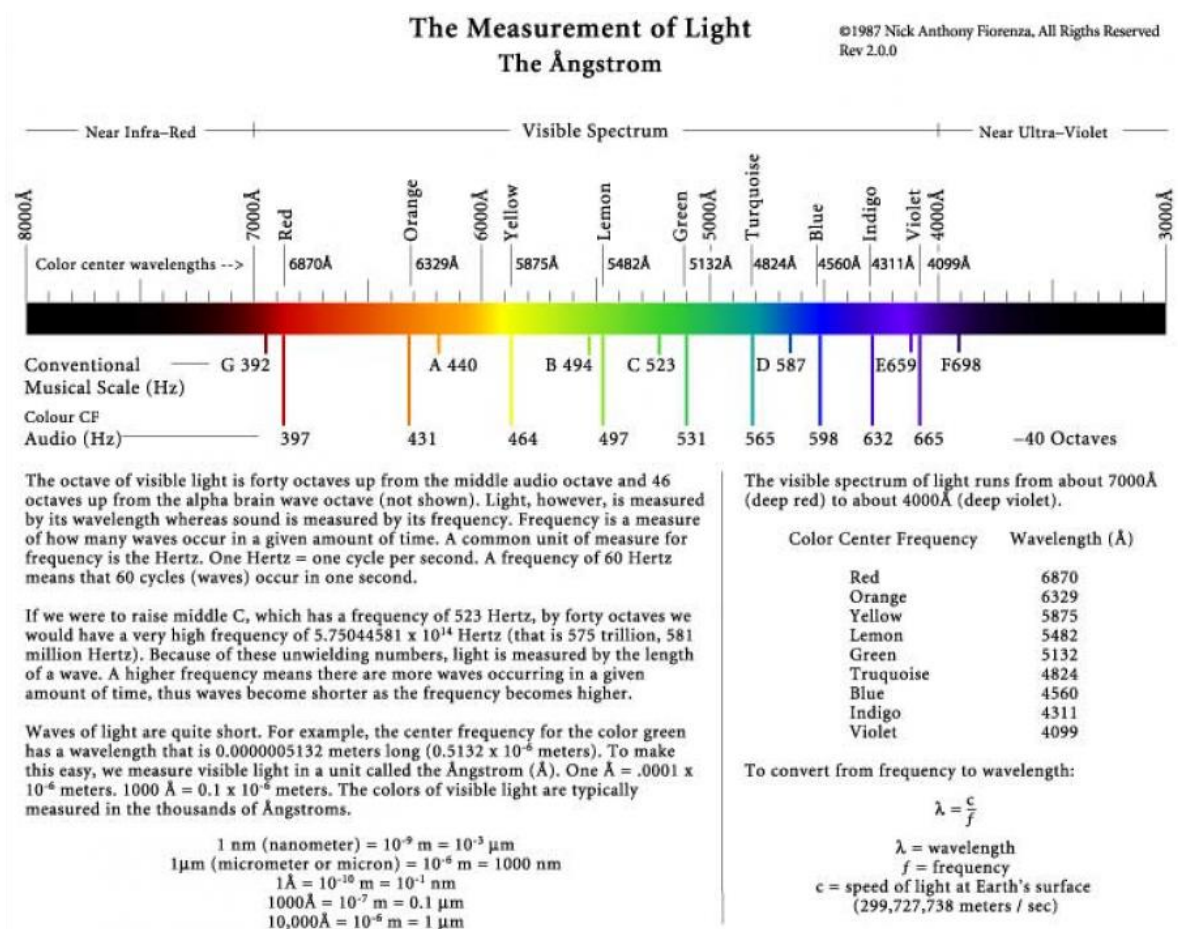 The Measurement of Light
The Ångstrom
©1987 Nick Anthony Fiorenza, All Rigths Reserved
Rev 2.0.0
Near Infra–Red
Visible Spectrum
Near Ultra–Violet
8000Å
7000Å
Red
Orange
6000Å
Yellow
Lemon
Green
5000Å
Turquoise
Blue
Indigo
Violet
4000Å
3000Å
Color center wavelengths -->
6870Å
6329Å
5875Å
5482Å
5132Å
4824Å
4560Å
4311Å
4099Å
Conventional
Musical Scale (Hz)
G 392
A 440
B 494
C 523
D 587
E659
F698
Colour CF
Audio (Hz)
397
431
464
497
531
565
598
632
665
–40 Octaves
The octave of visible light is forty octaves up from the middle audio octave and 46
octaves up from the alpha brain wave octave (not shown). Light, however, is measured
by its wavelength whereas sound is measured by its frequency. Frequency is a measure
of how many waves occur in a given amount of time. A common unit of measure for
frequency is the Hertz. One Hertz = one cycle per second. A frequency of 60 Hertz
means that 60 cycles (waves) occur in one second.
If we were to raise middle C, which has a frequency of 523 Hertz, by forty octaves we
would have a very high frequency of 5.75044581 x 10¹⁴ Hertz (that is 575 trillion, 581
million Hertz). Because of these unwielding numbers, light is measured by the length
of a wave. A higher frequency means there are more waves occurring in a given
amount of time, thus waves become shorter as the frequency becomes higher.
Waves of light are quite short. For example, the center frequency for the color green
has a wavelength that is 0.0000005132 meters long (0.5132 x 10⁻⁶ meters). To make
this easy, we measure visible light in a unit called the Ångstrom (Å). One Å = .0001 x
10⁻⁶ meters. 1000 Å = 0.1 x 10⁻⁶ meters. The colors of visible light are typically
measured in the thousands of Ångstroms.
1 nm (nanometer) = 10⁻⁹ m = 10⁻³ µm
1µm (micrometer or micron) = 10⁻⁶ m = 1000 nm
1Å = 10⁻¹⁰ m = 10⁻¹ nm
1000Å = 10⁻⁷ m = 0.1 µm
10,000Å = 10⁻⁶ m = 1 µm
The visible spectrum of light runs from about 7000Å
(deep red) to about 4000Å (deep violet).
Color Center Frequency Wavelength (Å)
Red 6870
Orange 6329
Yellow 5875
Lemon 5482
Green 5132
Truquoise 4824
Blue 4560
Indigo 4311
Violet 4099
To convert from frequency to wavelength:
λ = c/f
λ = wavelength
f = frequency
c = speed of light at Earth's surface
(299,727,738 meters / sec)